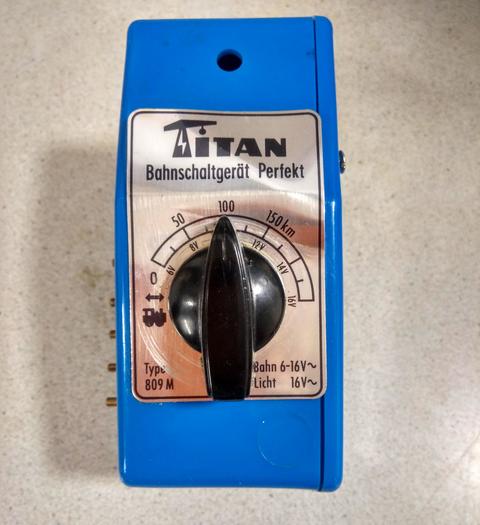 TITAN
Bahnschaltgerät Perfekt
50 100 150 km
0
6V 8V 12V 14V 16V
Type Bahn 6-16V~
809 M Licht 16V~